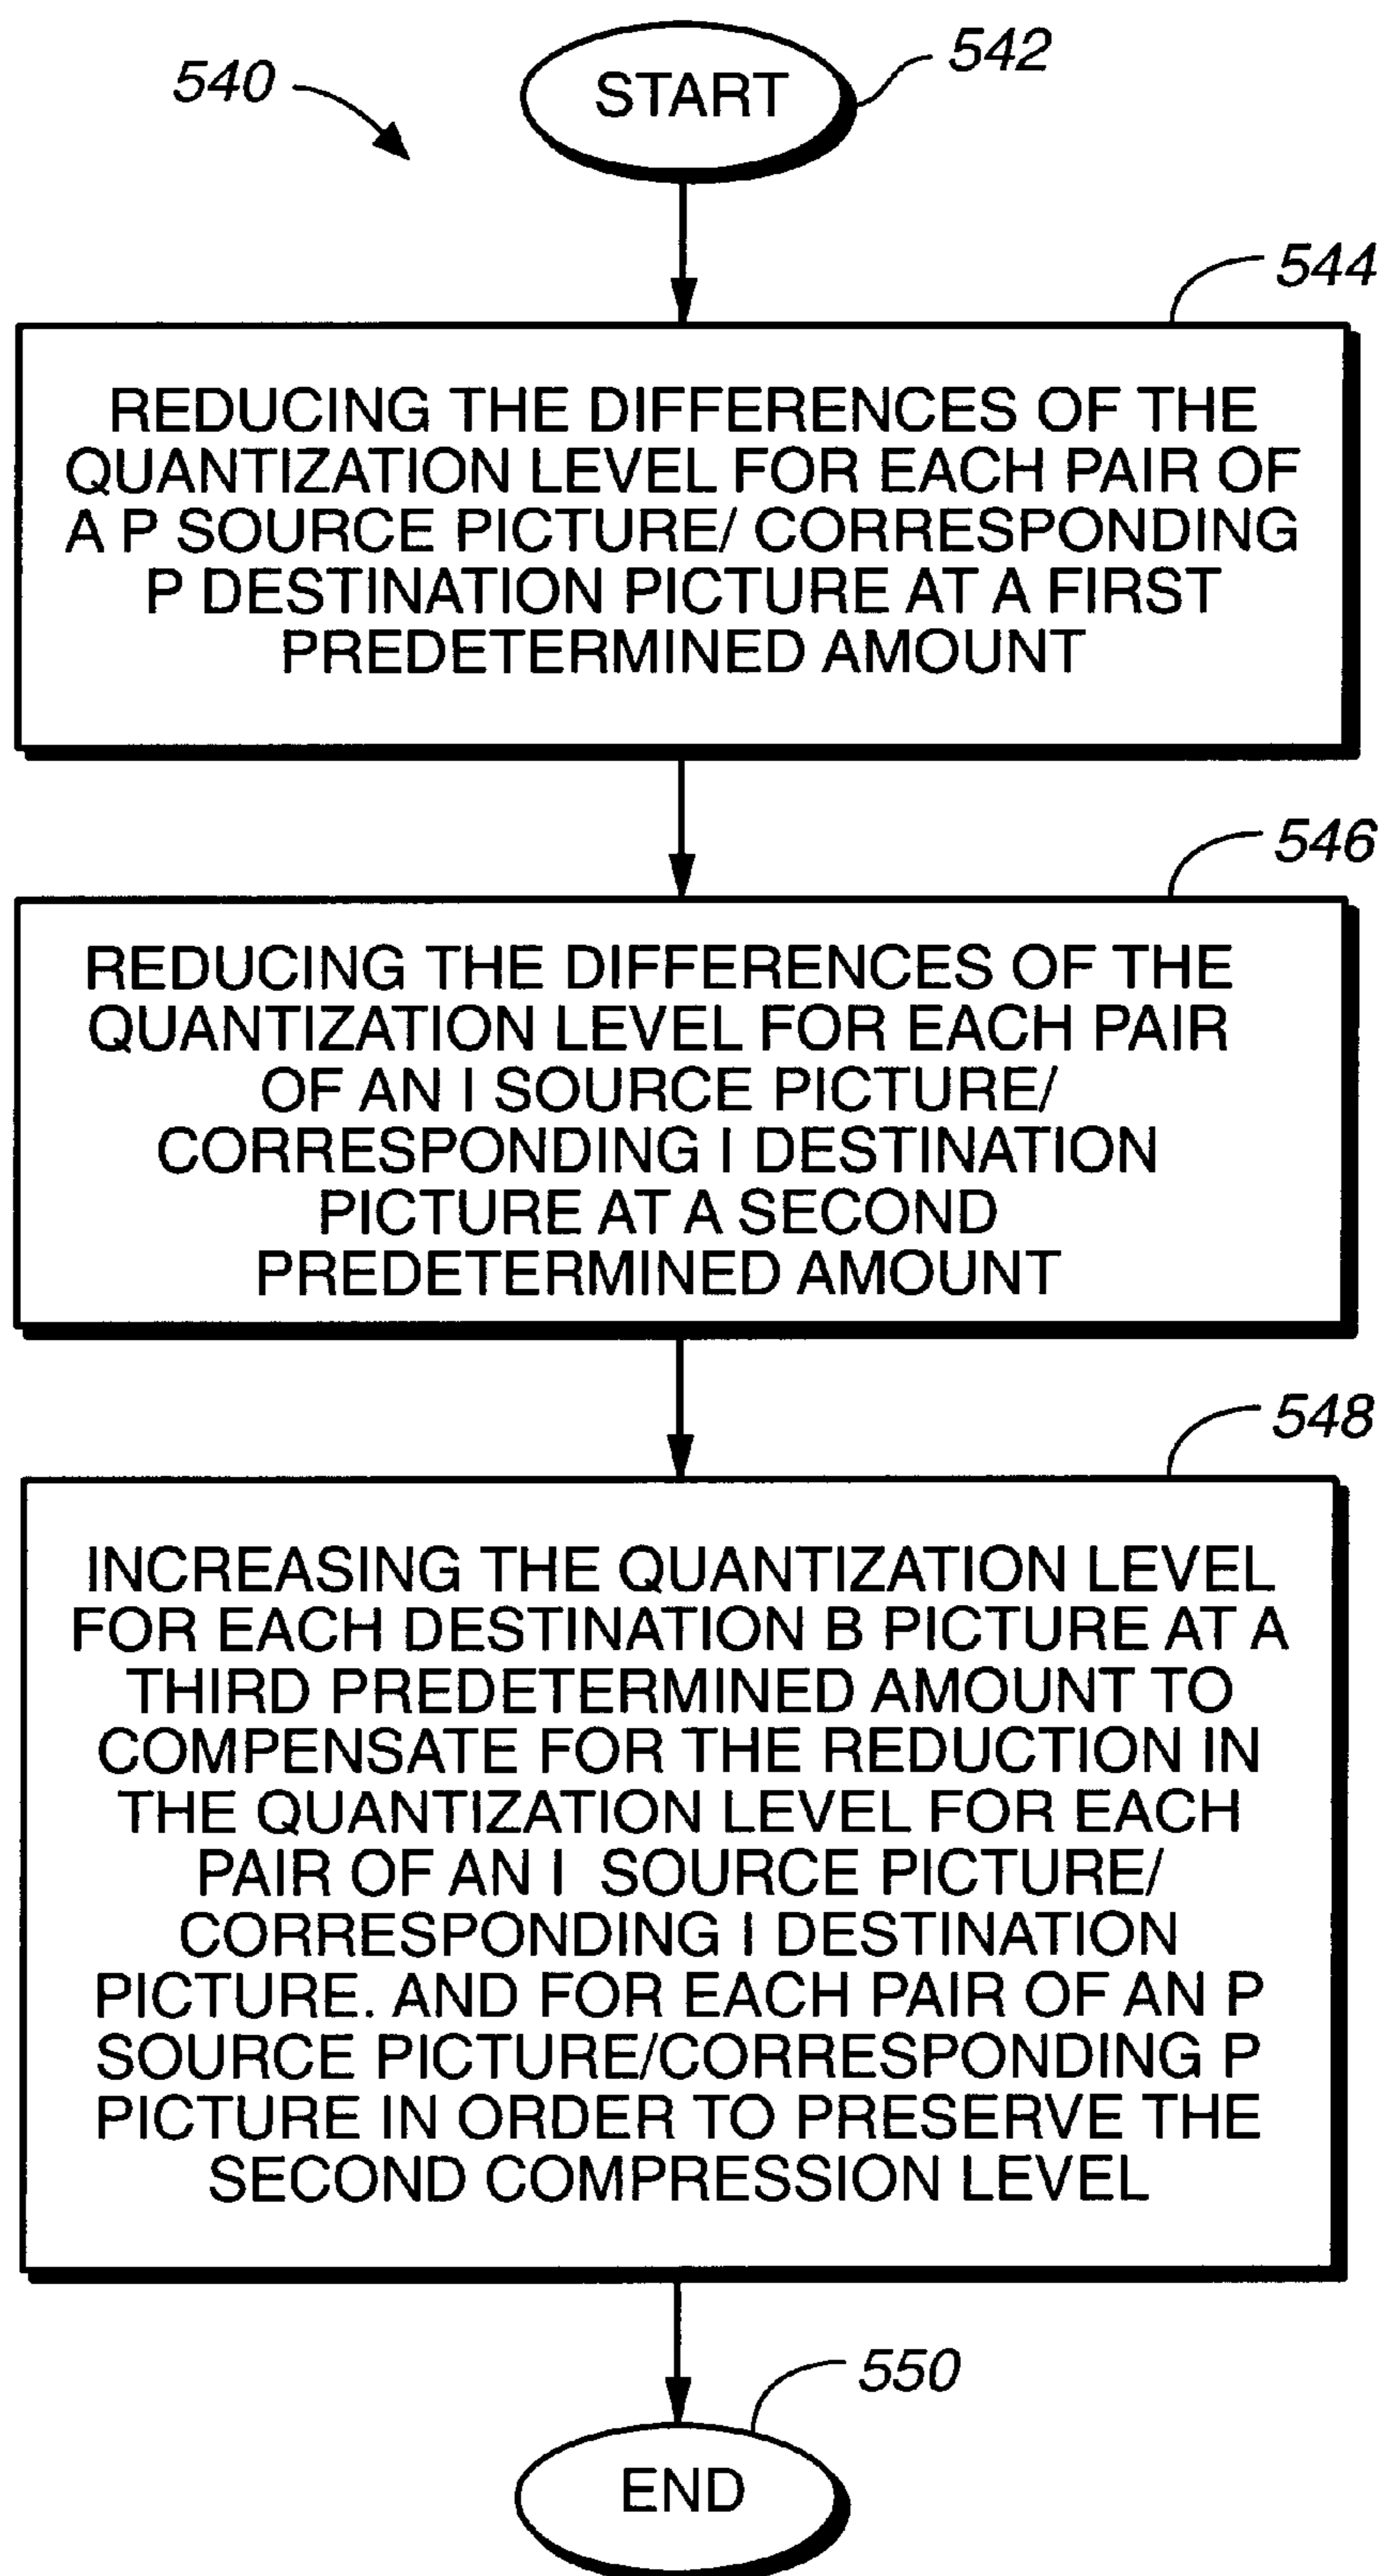 540
START
542
544
REDUCING THE DIFFERENCES OF THE
QUANTIZATION LEVEL FOR EACH PAIR OF
A P SOURCE PICTURE/ CORRESPONDING
P DESTINATION PICTURE AT A FIRST
PREDETERMINED AMOUNT
546
REDUCING THE DIFFERENCES OF THE
QUANTIZATION LEVEL FOR EACH PAIR
OF AN I SOURCE PICTURE/
CORRESPONDING I DESTINATION
PICTURE AT A SECOND
PREDETERMINED AMOUNT
548
INCREASING THE QUANTIZATION LEVEL
FOR EACH DESTINATION B PICTURE AT A
THIRD PREDETERMINED AMOUNT TO
COMPENSATE FOR THE REDUCTION IN
THE QUANTIZATION LEVEL FOR EACH
PAIR OF AN I SOURCE PICTURE/
CORRESPONDING I DESTINATION
PICTURE. AND FOR EACH PAIR OF AN P
SOURCE PICTURE/CORRESPONDING P
PICTURE IN ORDER TO PRESERVE THE
SECOND COMPRESSION LEVEL
550
END